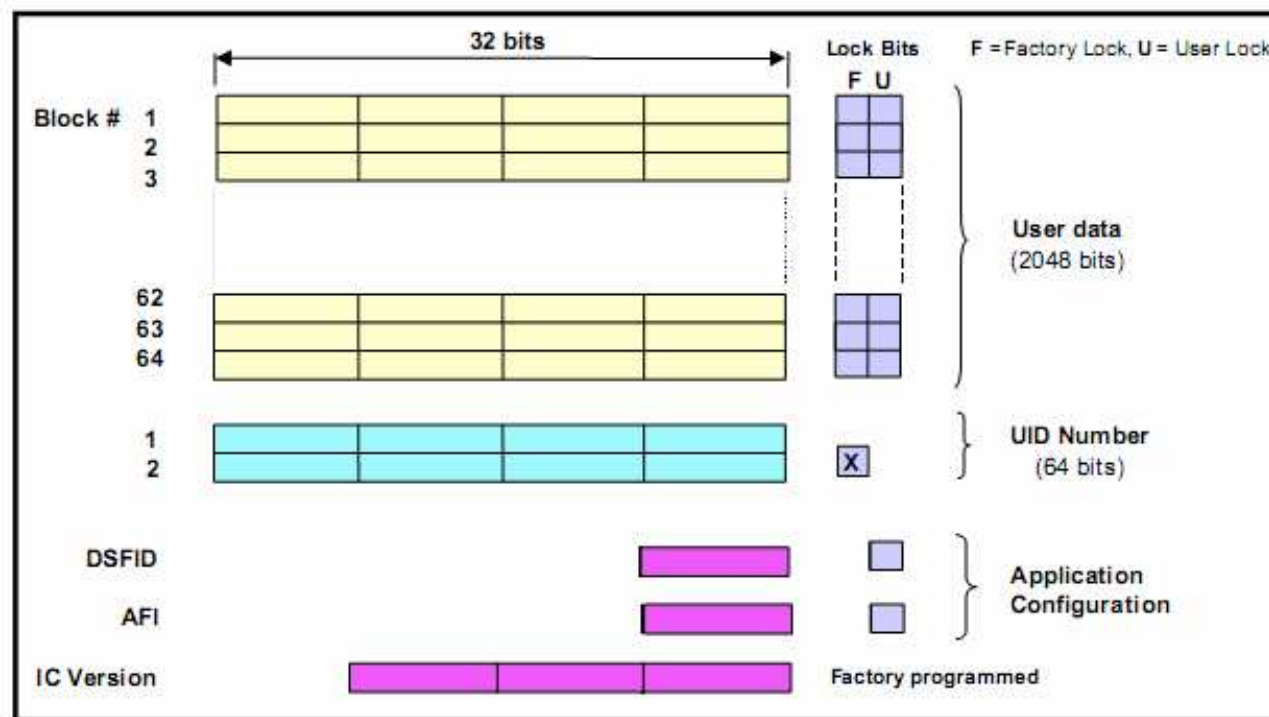 32 bits
Lock Bits
F = Factory Lock, U = User Lock
F U
Block # 1
2
3
User data
(2048 bits)
62
63
64
1
2
X
UID Number
(64 bits)
DSFID
AFI
Application
Configuration
IC Version
Factory programmed